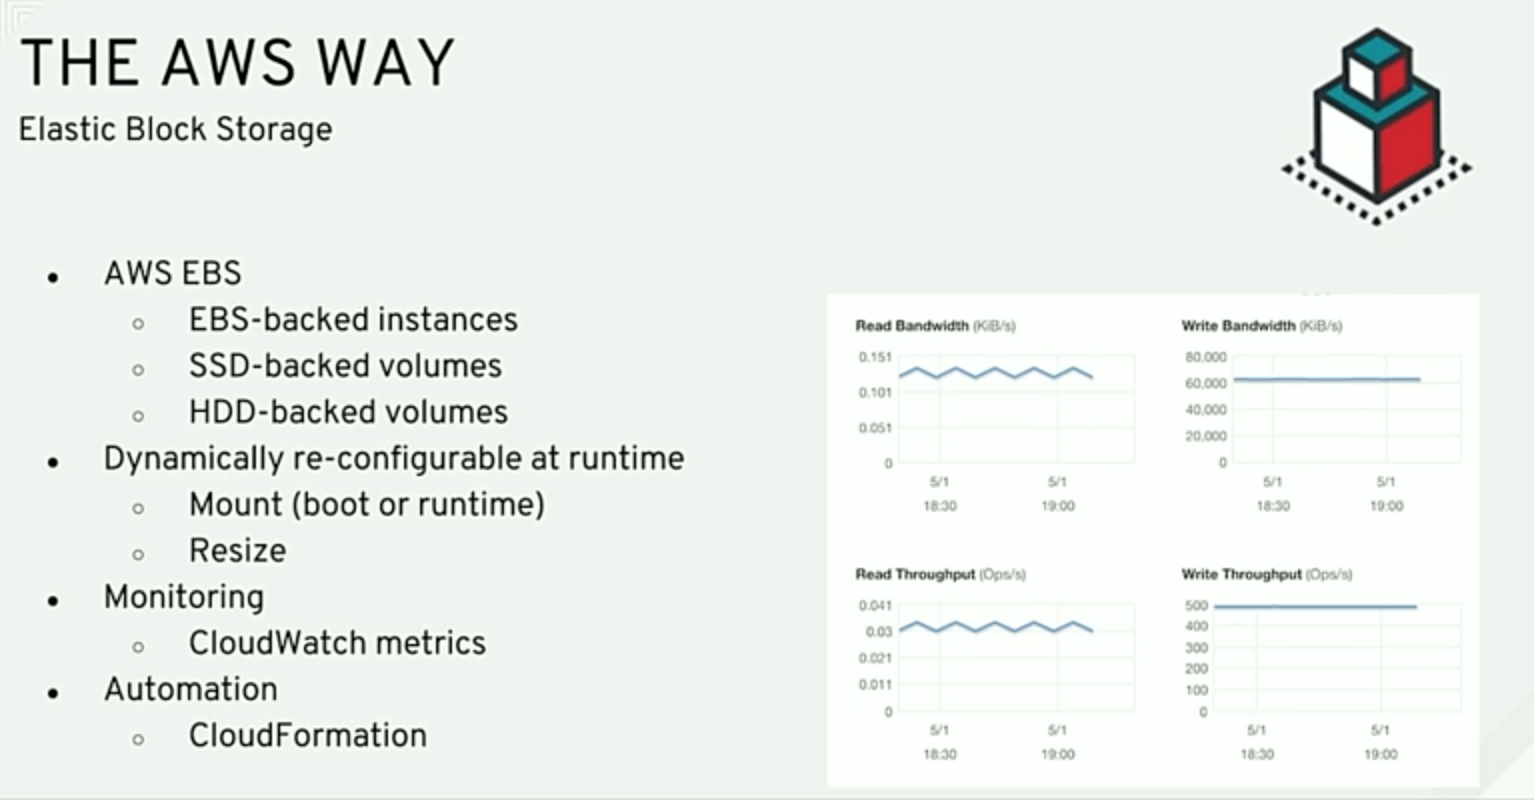 THE AWS WAY
Elastic Block Storage
● AWS EBS
○ EBS-backed instances
○ SSD-backed volumes
○ HDD-backed volumes
● Dynamically re-configurable at runtime
○ Mount (boot or runtime)
○ Resize
● Monitoring
○ CloudWatch metrics
● Automation
○ CloudFormation
Read Bandwidth (KiB/s)
0.151
0.101
0.051
0
5/1 5/1
18:30 19:00
Write Bandwidth (KiB/s)
80,000
60,000
40,000
20,000
0
5/1 5/1
18:30 19:00
Read Throughput (Ops/s)
0.041
0.03
0.021
0.011
0
5/1 5/1
18:30 19:00
Write Throughput (Ops/s)
500
400
300
200
100
0
5/1 5/1
18:30 19:00